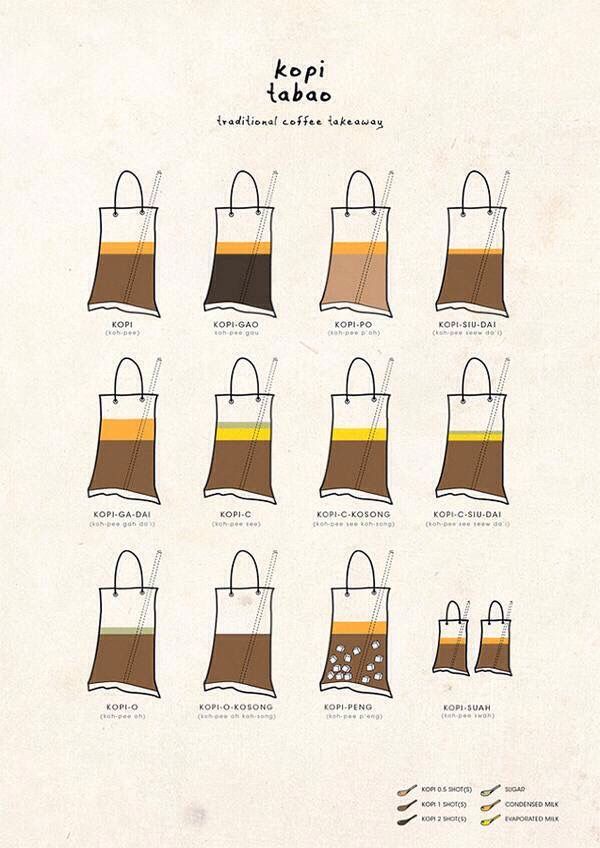 kopi
tabao
traditional coffee takeaway
KOPI
(koh-pee)
KOPI-GAO
koh-pee gau
KOPI-PO
(koh-pee p'oh)
KOPI-SIU-DAI
(koh-pee seew da'i)
KOPI-GA-DAI
(koh-pee gah da'i)
KOPI-C
(koh-pee see)
KOPI-C-KOSONG
(koh-pee see koh-song)
KOPI-C-SIU-DAI
(koh-pee see seew da'i)
KOPI-O
(koh-pee oh)
KOPI-O-KOSONG
(koh-pee oh koh-song)
KOPI-PENG
(koh-pee p'eng)
KOPI-SUAH
(koh-pee swah)
KOPI 0.5 SHOT(S)
KOPI 1 SHOT(S)
KOPI 2 SHOT(S)
SUGAR
CONDENSED MILK
EVAPORATED MILK